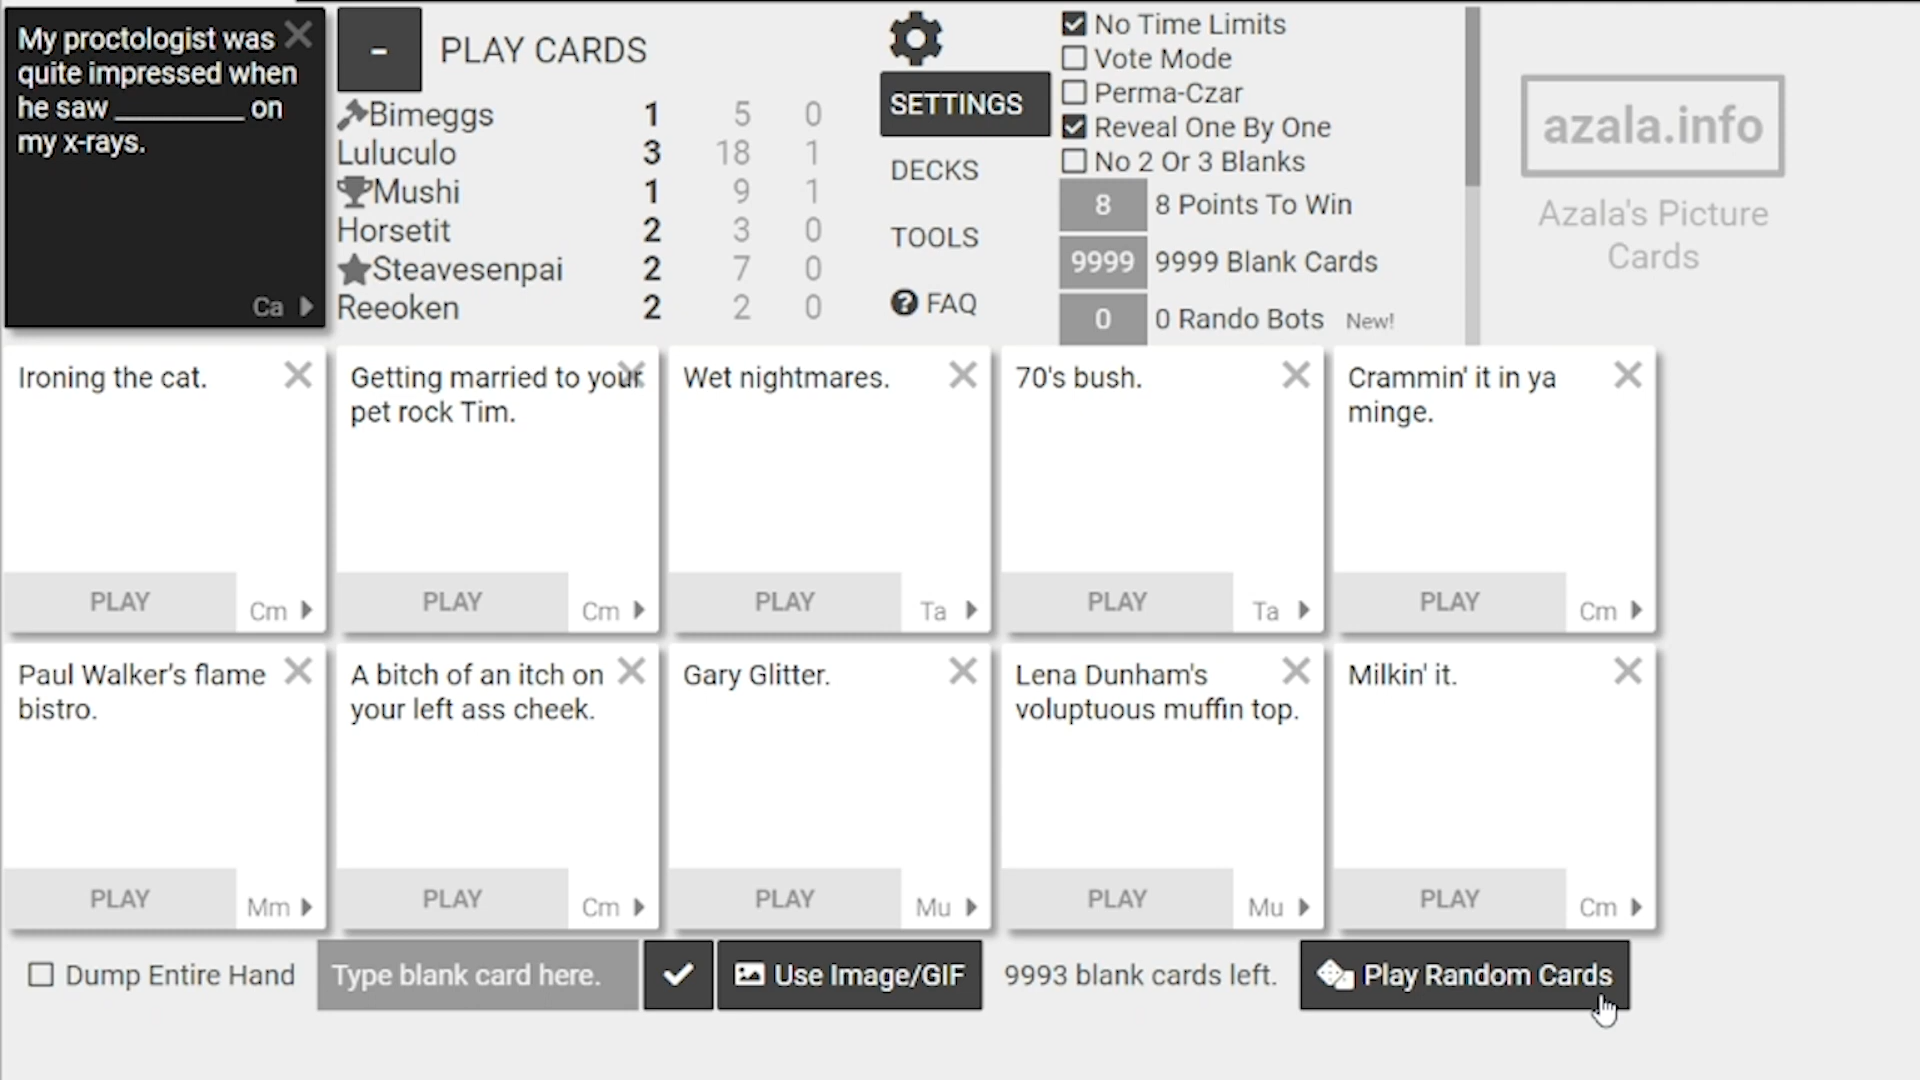 My proctologist was
quite impressed when
he saw _________ on
my x-rays.
Ca
-
PLAY CARDS
Bimeggs 1 5 0
Luluculo 3 18 1
Mushi 1 9 1
Horsetit 2 3 0
Steavesenpai 2 7 0
Reeoken 2 2 0
SETTINGS
DECKS
TOOLS
? FAQ
No Time Limits
Vote Mode
Perma-Czar
Reveal One By One
No 2 Or 3 Blanks
8 8 Points To Win
9999 9999 Blank Cards
0 0 Rando Bots New!
azala.info
Azala's Picture
Cards
Ironing the cat.
PLAY Cm
Getting married to your
pet rock Tim.
PLAY Cm
Wet nightmares.
PLAY Ta
70's bush.
PLAY Ta
Crammin' it in ya
minge.
PLAY Cm
Paul Walker's flame
bistro.
PLAY Mm
A bitch of an itch on
your left ass cheek.
PLAY Cm
Gary Glitter.
PLAY Mu
Lena Dunham's
voluptuous muffin top.
PLAY Mu
Milkin' it.
PLAY Cm
Dump Entire Hand
Type blank card here.
Use Image/GIF
9993 blank cards left.
Play Random Cards